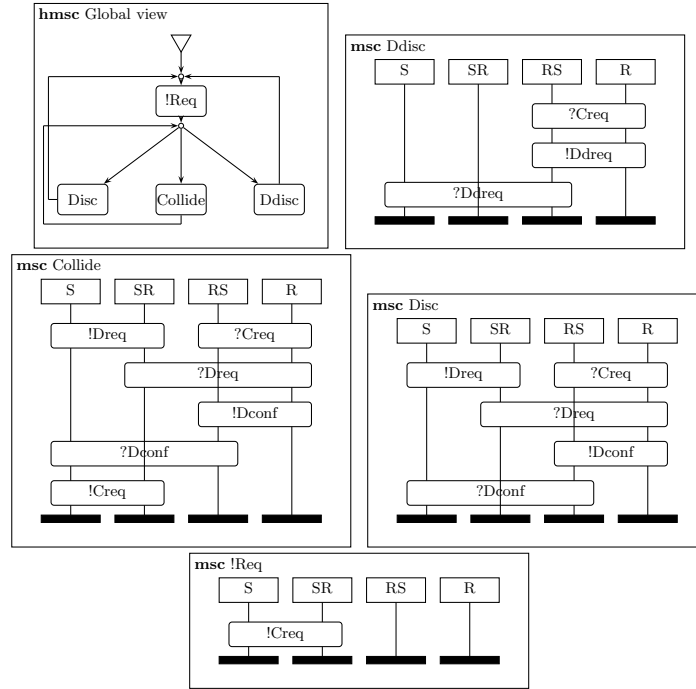 hmsc Global view
!Req
Disc Collide Ddisc
msc Ddisc
S SR RS R
?Creq
!Ddreq
?Ddreq
msc Collide
S SR RS R
!Dreq ?Creq
?Dreq
!Dconf
?Dconf
!Creq
msc Disc
S SR RS R
!Dreq ?Creq
?Dreq
!Dconf
?Dconf
msc !Req
S SR RS R
!Creq